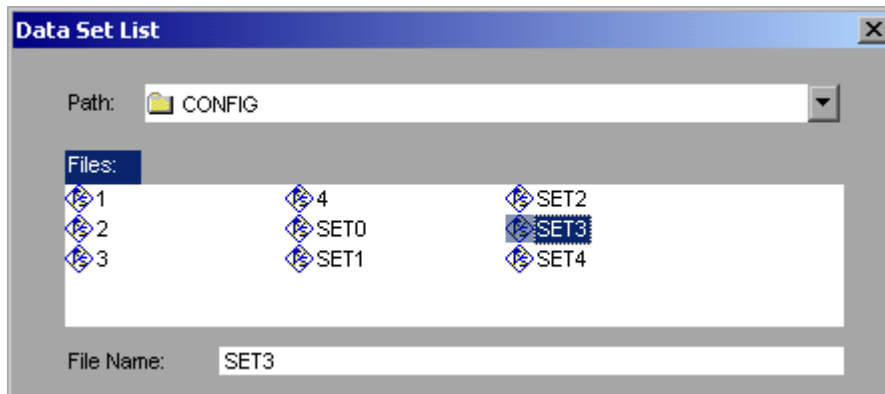 Data Set List
Path: CONFIG
Files:
1 4 SET2
2 SET0 SET3
3 SET1 SET4
File Name: SET3